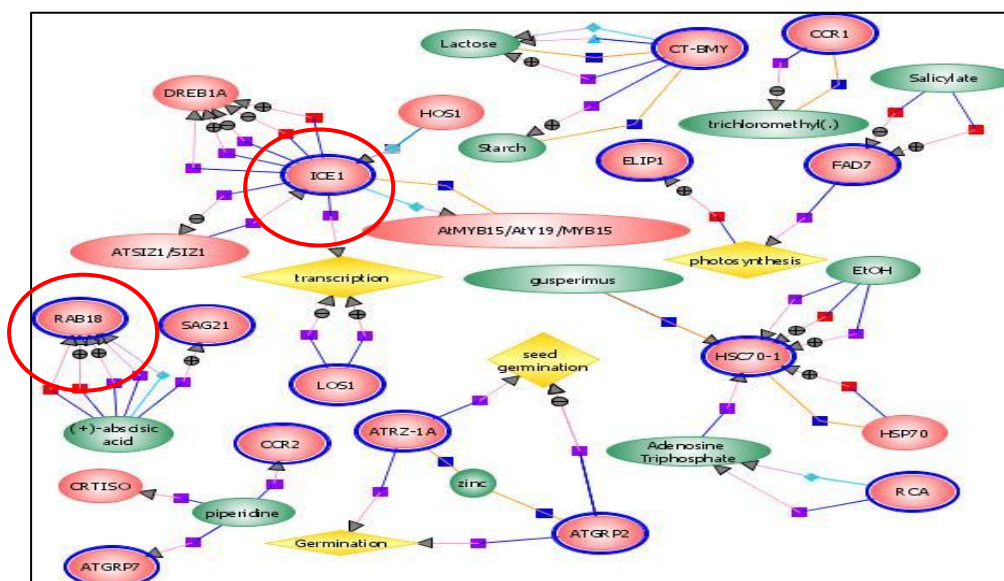 Lactose
CT-BMY
CCR1
Salicylate
DREB1A
HOS1
Starch
trichloromethyl(.)
ELIP1
FAD7
ICE1
ATSIZ1/SIZ1
AtMYB15/AtY19/MYB15
transcription
photosynthesis
gusperimus
EtOH
RAB18
SAG21
seed
germination
HSC70-1
LOS1
(+)-abscisic
acid
CCR2
ATRZ-1A
HSP70
Adenosine
Triphosphate
CRTISO
zinc
RCA
piperidine
ATGRP2
Germination
ATGRP7